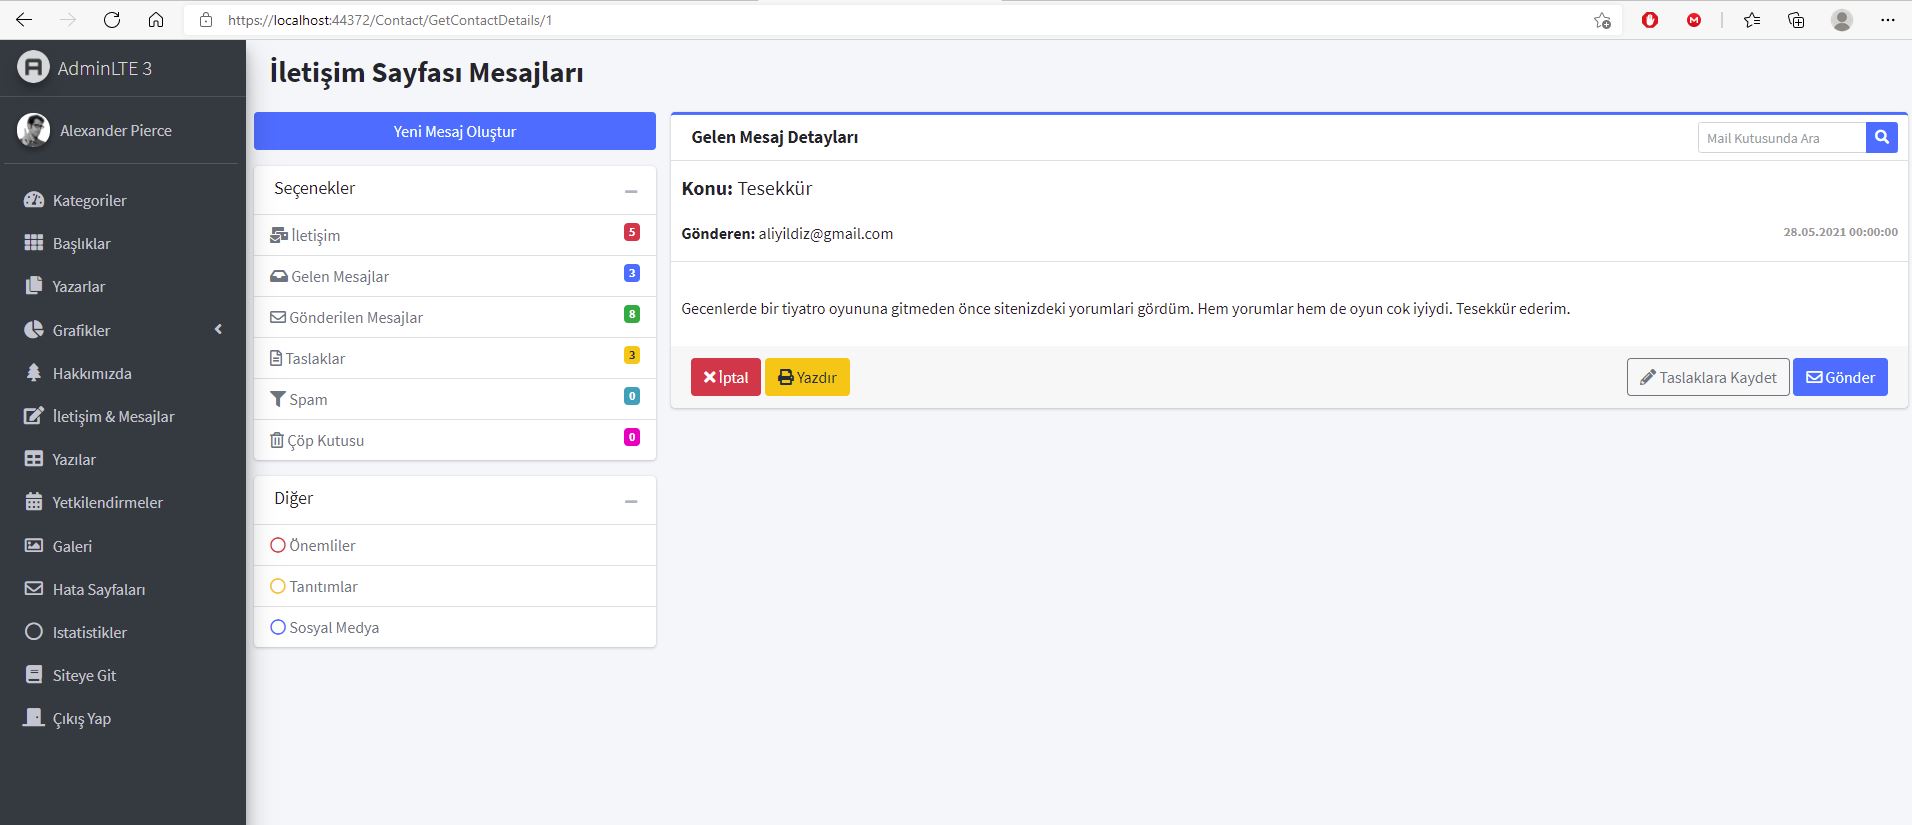 https://localhost:44372/Contact/GetContactDetails/1
AdminLTE 3
Alexander Pierce
Kategoriler
Başlıklar
Yazarlar
Grafikler
Hakkımızda
İletişim & Mesajlar
Yazılar
Yetkilendirmeler
Galeri
Hata Sayfaları
Istatistikler
Siteye Git
Çıkış Yap
İletişim Sayfası Mesajları
Yeni Mesaj Oluştur
Seçenekler
İletişim 5
Gelen Mesajlar 3
Gönderilen Mesajlar 8
Taslaklar 3
Spam 0
Çöp Kutusu 0
Diğer
Önemliler
Tanıtımlar
Sosyal Medya
Gelen Mesaj Detayları
Mail Kutusunda Ara
Konu: Tesekkür
Gönderen: aliyildiz@gmail.com 28.05.2021 00:00:00
Gecenlerde bir tiyatro oyununa gitmeden önce sitenizdeki yorumlari gördüm. Hem yorumlar hem de oyun cok iyiydi. Tesekkür ederim.
İptal Yazdır Taslaklara Kaydet Gönder